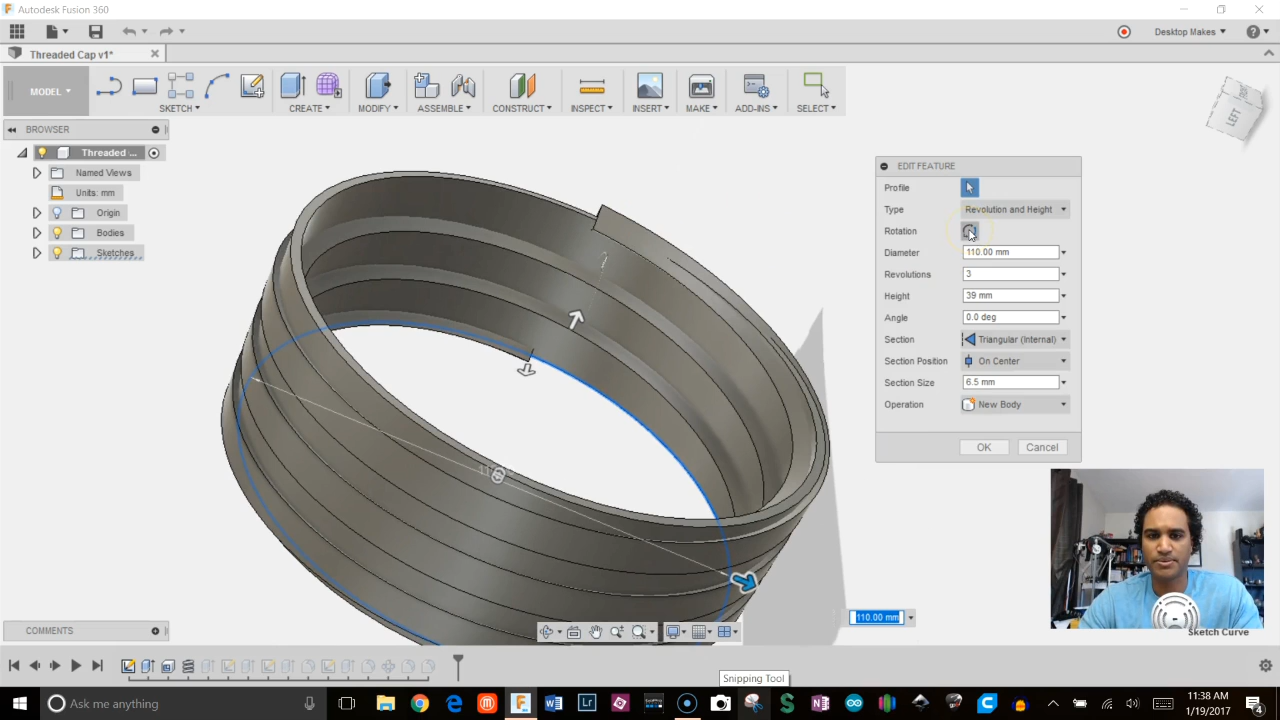 Autodesk Fusion 360
Desktop Makes
Threaded Cap v1*
MODEL
SKETCH
CREATE
MODIFY
ASSEMBLE
CONSTRUCT
INSPECT
INSERT
MAKE
ADD-INS
SELECT
BROWSER
Threaded ...
Named Views
Units: mm
Origin
Bodies
Sketches
LEFT
EDIT FEATURE
Profile
Type Revolution and Height
Rotation
Diameter 110.00 mm
Revolutions 3
Height 39 mm
Angle 0.0 deg
Section Triangular (Internal)
Section Position On Center
Section Size 6.5 mm
Operation New Body
OK Cancel
110.00 mm
Sketch Curve
COMMENTS
Snipping Tool
Ask me anything
11:38 AM
1/19/2017